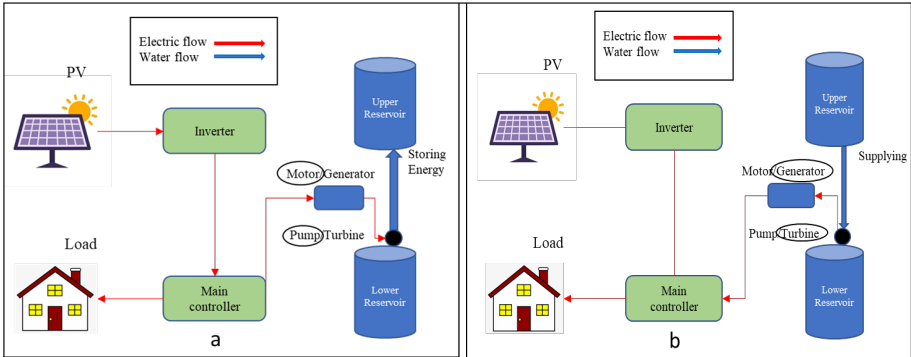 Electric flow
Water flow
PV
Inverter
Upper
Reservoir
Storing
Energy
Motor/Generator
Pump/Turbine
Load
Main
controller
Lower
Reservoir
a
Electric flow
Water flow
PV
Inverter
Upper
Reservoir
Supplying
Motor/Generator
Pump/Turbine
Load
Main
controller
Lower
Reservoir
b